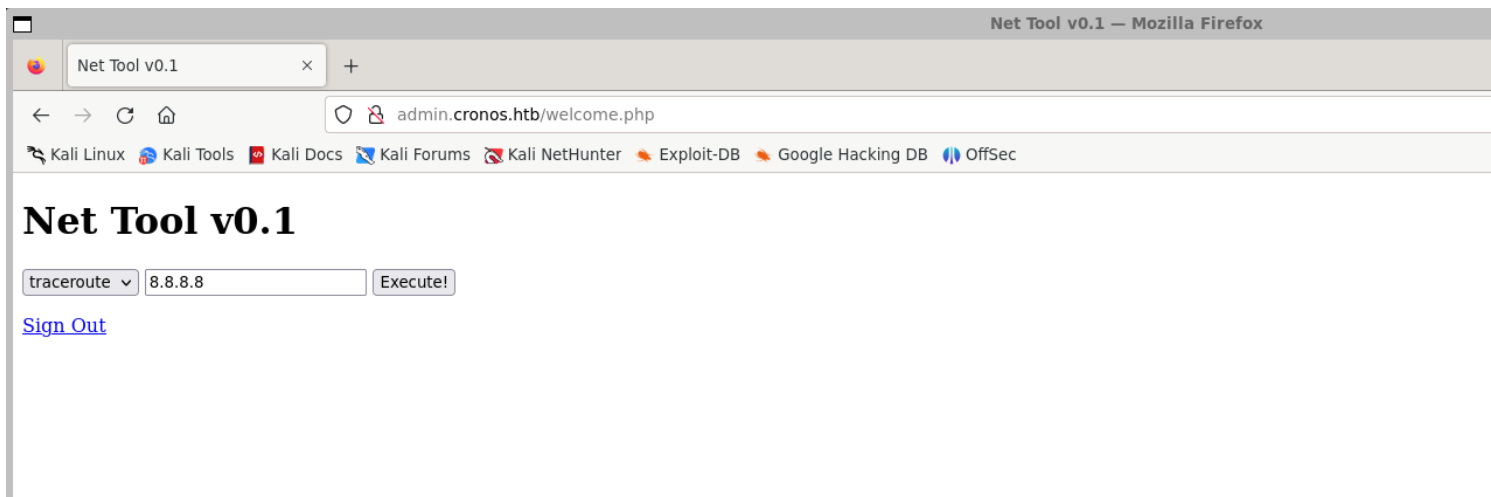 Net Tool v0.1 — Mozilla Firefox
Net Tool v0.1
admin.cronos.htb/welcome.php
Kali Linux Kali Tools Kali Docs Kali Forums Kali NetHunter Exploit-DB Google Hacking DB OffSec
Net Tool v0.1
traceroute 8.8.8.8 Execute!
Sign Out